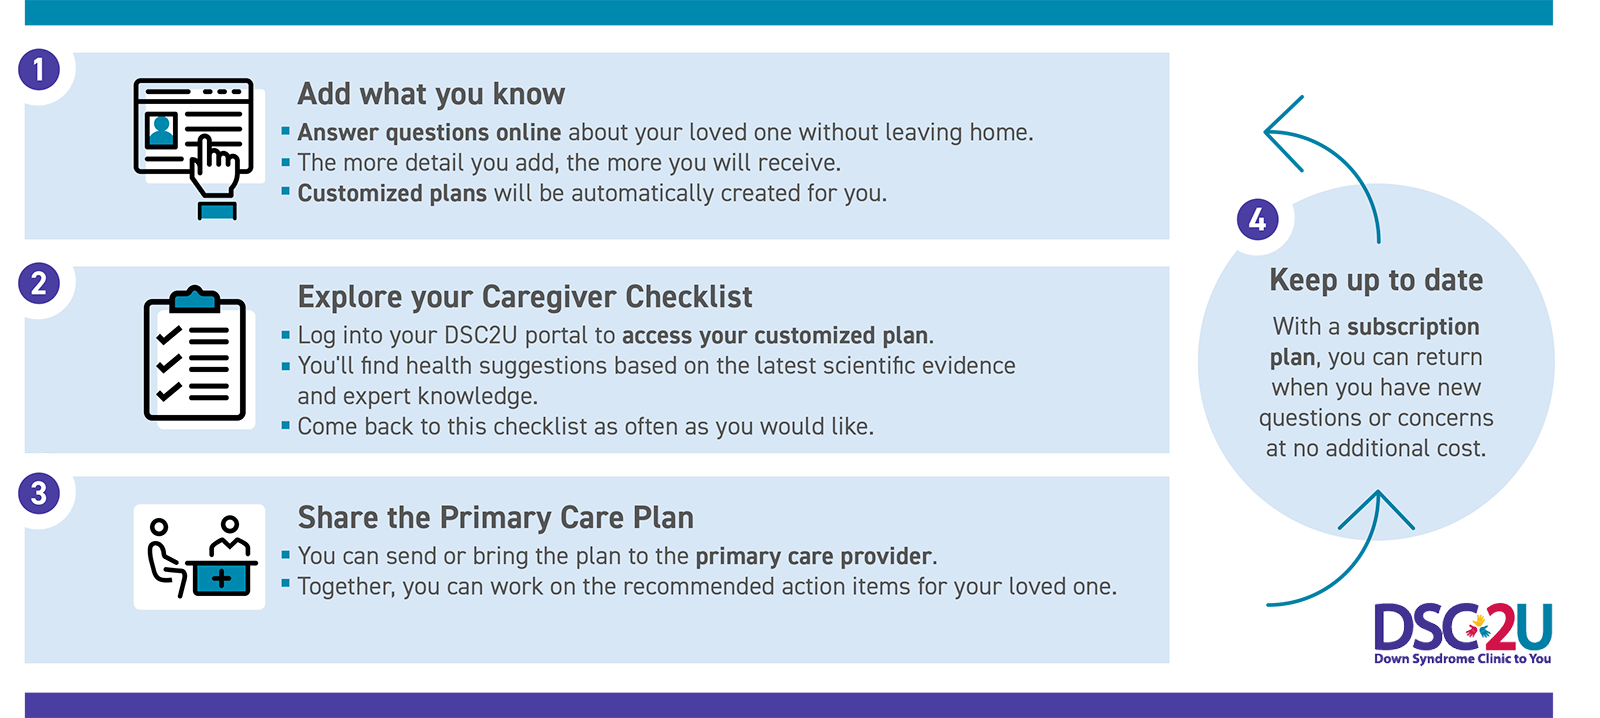 1
Add what you know
Answer questions online about your loved one without leaving home.
The more detail you add, the more you will receive.
Customized plans will be automatically created for you.
2
Explore your Caregiver Checklist
Log into your DSC2U portal to access your customized plan.
You'll find health suggestions based on the latest scientific evidence
and expert knowledge.
Come back to this checklist as often as you would like.
3
Share the Primary Care Plan
You can send or bring the plan to the primary care provider.
Together, you can work on the recommended action items for your loved one.
4
Keep up to date
With a subscription
plan, you can return
when you have new
questions or concerns
at no additional cost.
DSC2U
Down Syndrome Clinic to You